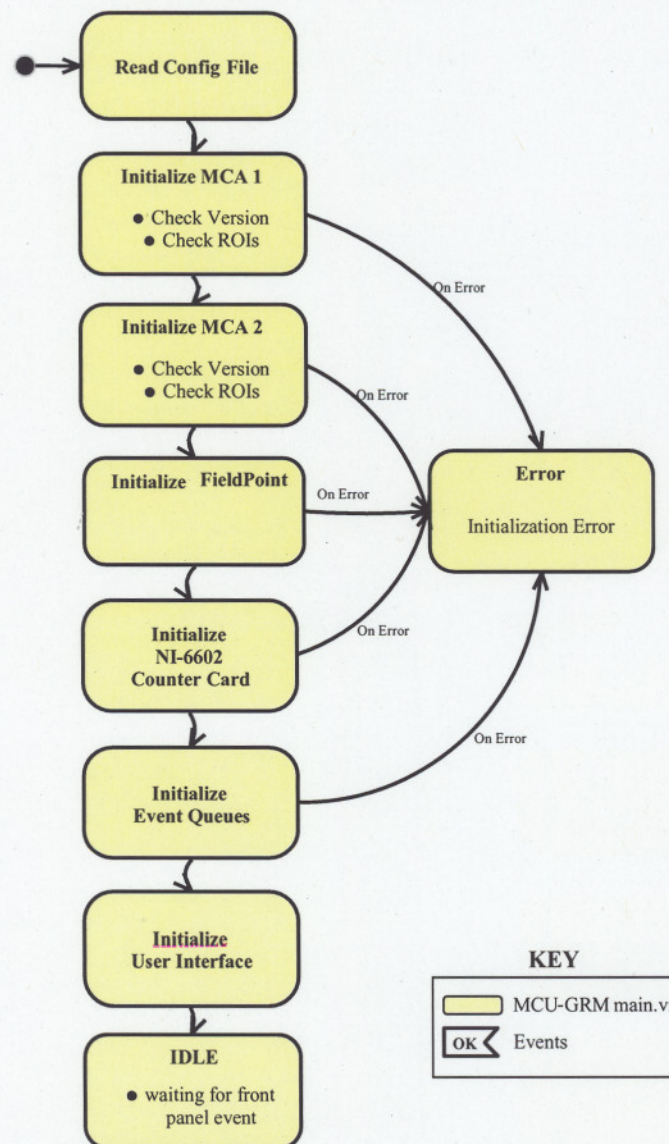 Read Config File
Initialize MCA 1
● Check Version
● Check ROIs
On Error
Initialize MCA 2
● Check Version
● Check ROIs
On Error
Initialize FieldPoint
On Error
Error
Initialization Error
Initialize
NI-6602
Counter Card
On Error
On Error
Initialize
Event Queues
Initialize
User Interface
KEY
MCU-GRM main.v
OK
Events
IDLE
● waiting for front
panel event